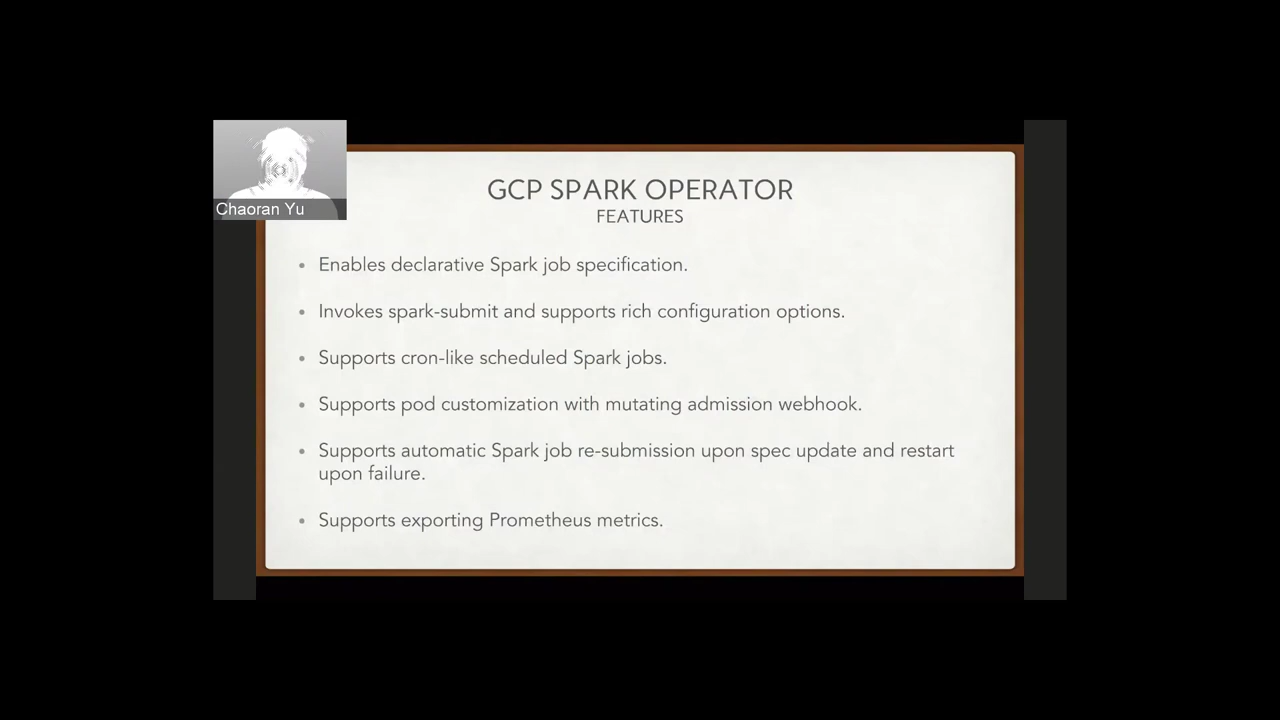 GCP SPARK OPERATOR
FEATURES
Chaoran Yu
• Enables declarative Spark job specification.
• Invokes spark-submit and supports rich configuration options.
• Supports cron-like scheduled Spark jobs.
• Supports pod customization with mutating admission webhook.
• Supports automatic Spark job re-submission upon spec update and restart
upon failure.
• Supports exporting Prometheus metrics.